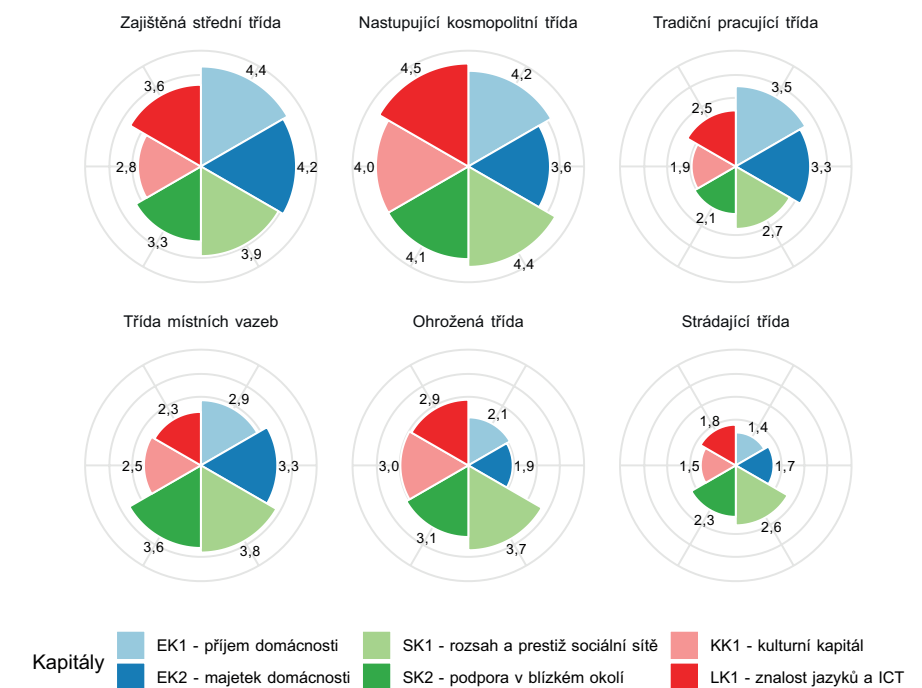 Zajištěná střední třída
Nastupující kosmopolitní třída
Tradiční pracující třída
4,4
4,2
3,9
3,3
2,8
3,6
4,2
3,6
4,4
4,1
4,0
4,5
3,5
3,3
2,7
2,1
1,9
2,5
Třída místních vazeb
Ohrožená třída
Strádající třída
2,9
3,3
3,8
3,6
2,5
2,3
2,1
1,9
3,7
3,1
3,0
2,9
1,4
1,7
2,6
2,3
1,5
1,8
Kapitály
EK1 - příjem domácnosti
EK2 - majetek domácnosti
SK1 - rozsah a prestiž sociální sítě
SK2 - podpora v blízkém okolí
KK1 - kulturní kapitál
LK1 - znalost jazyků a ICT